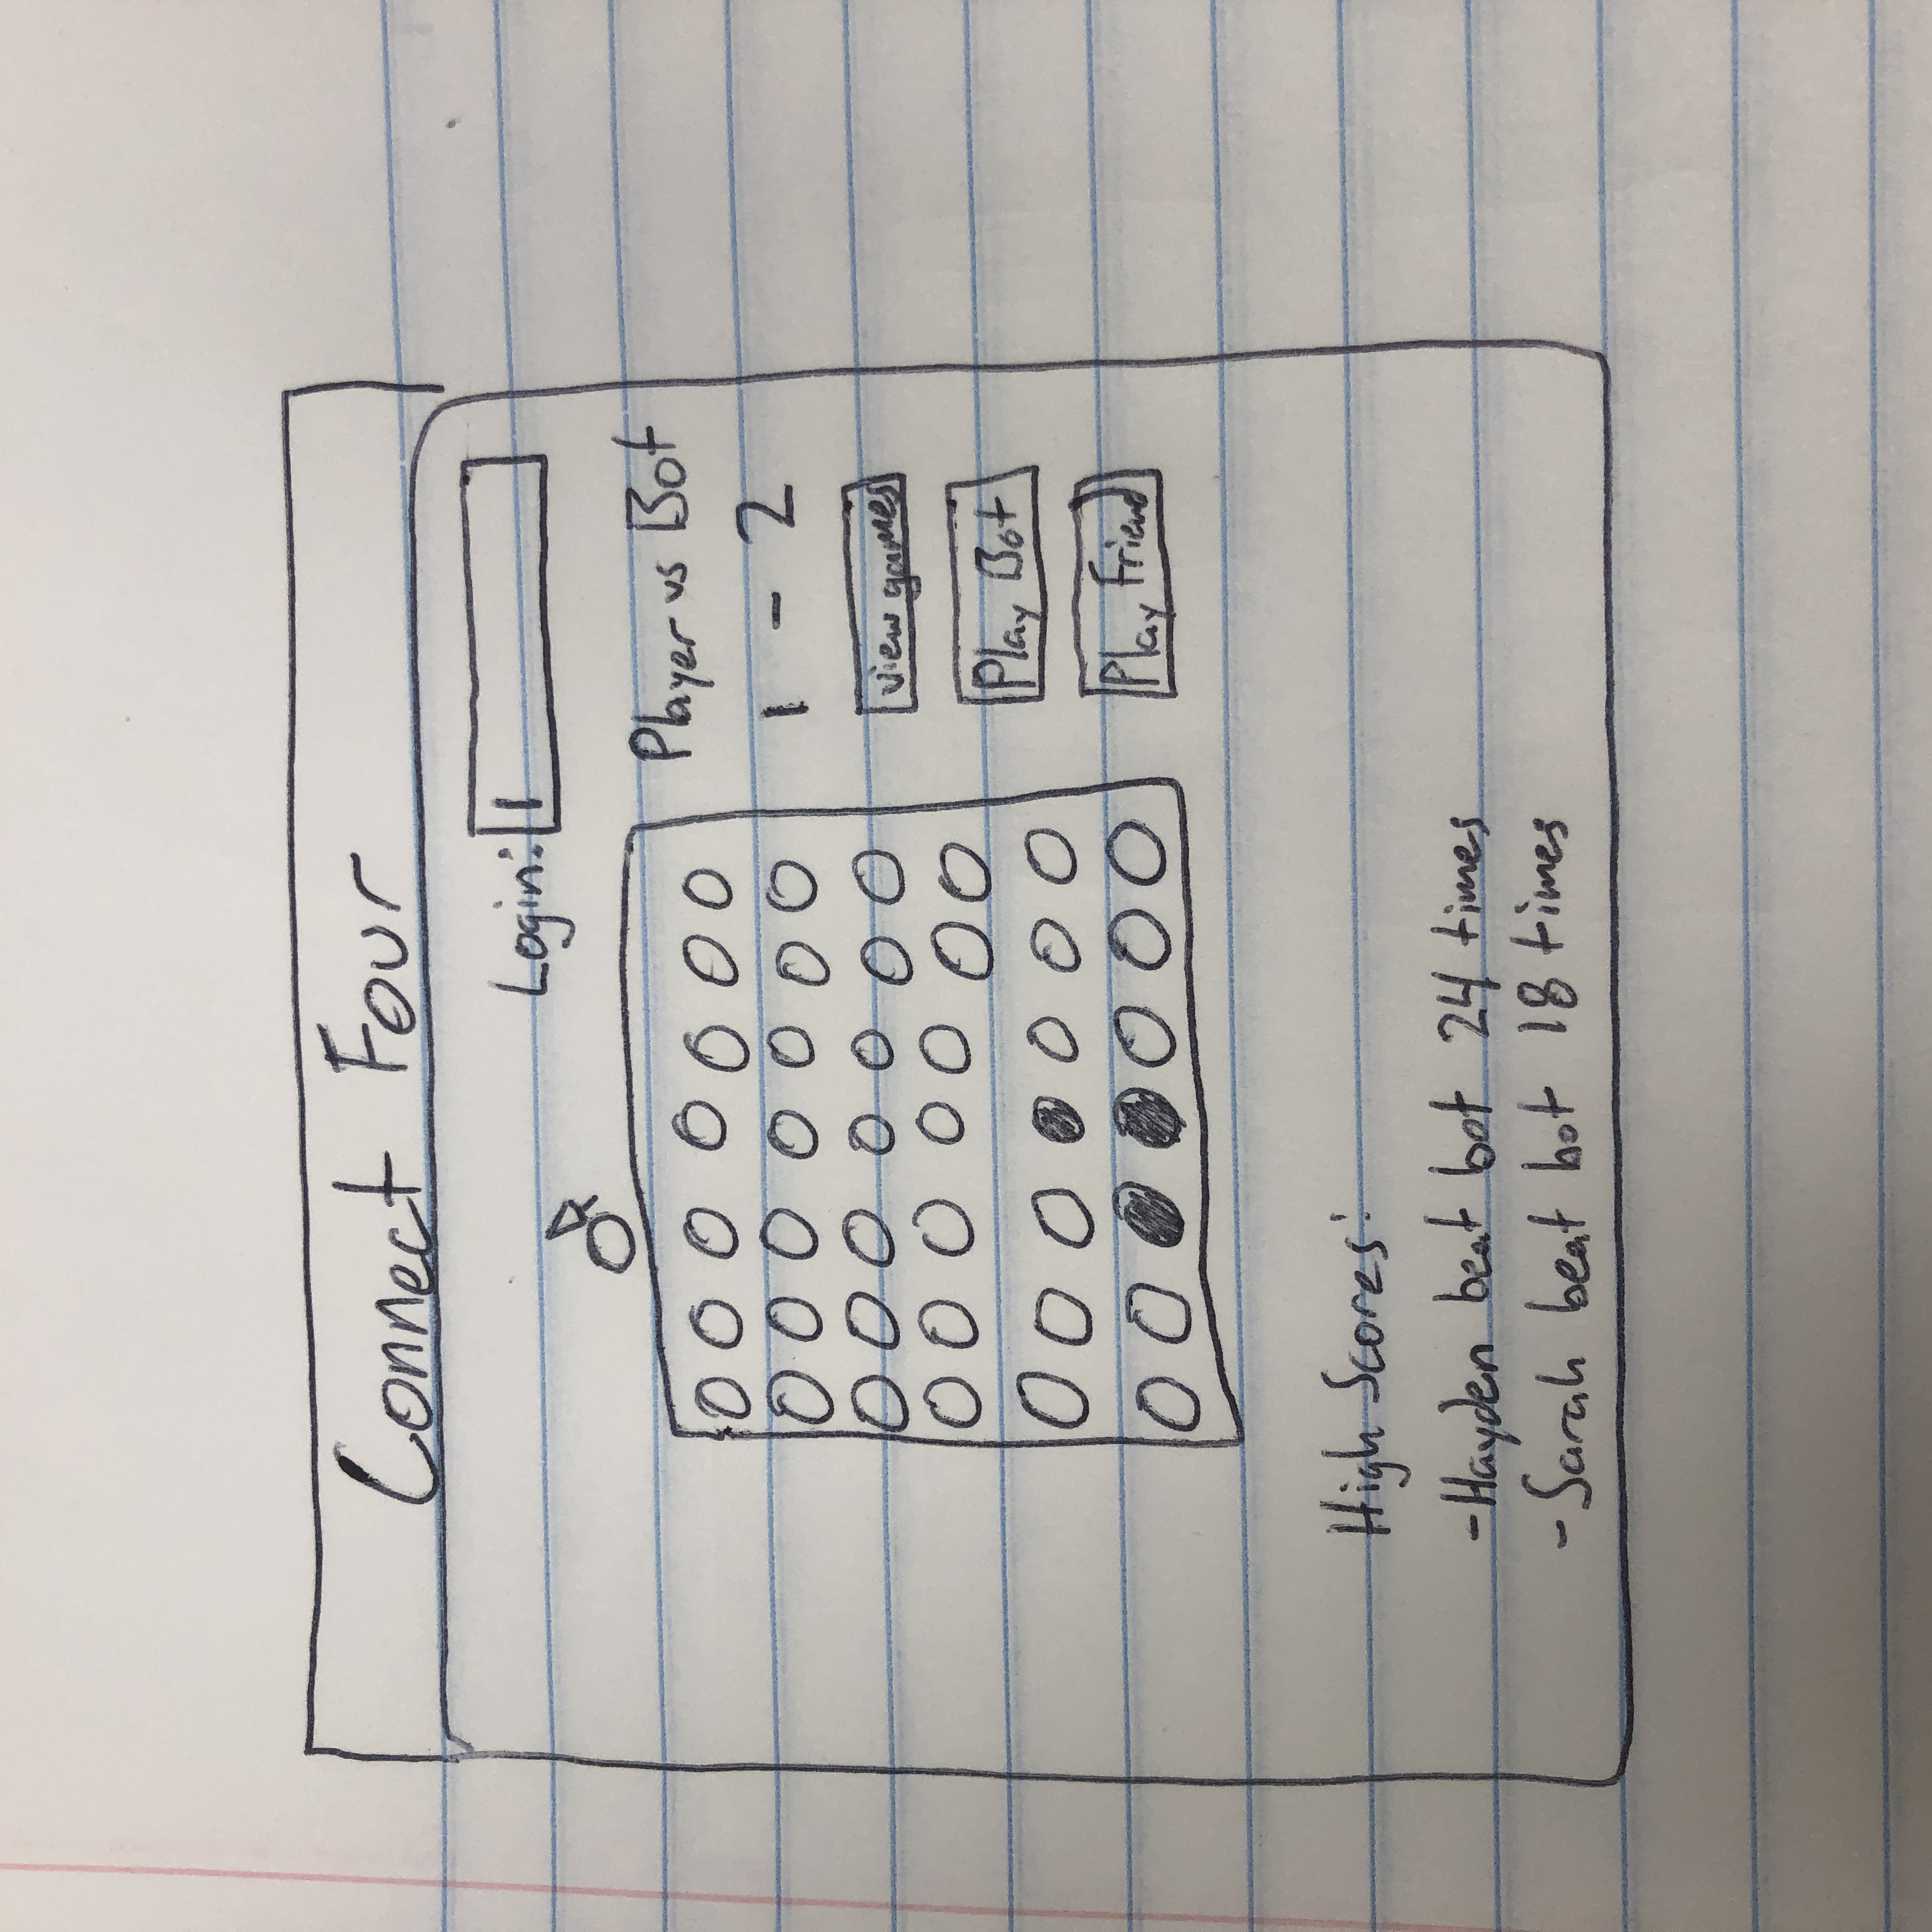 Connect Four
Login:
Player vs Bot
1 - 2
view games
Play Bot
Play Friend
High Scores:
-Hayden beat bot 24 times
-Sarah beat bot 18 times